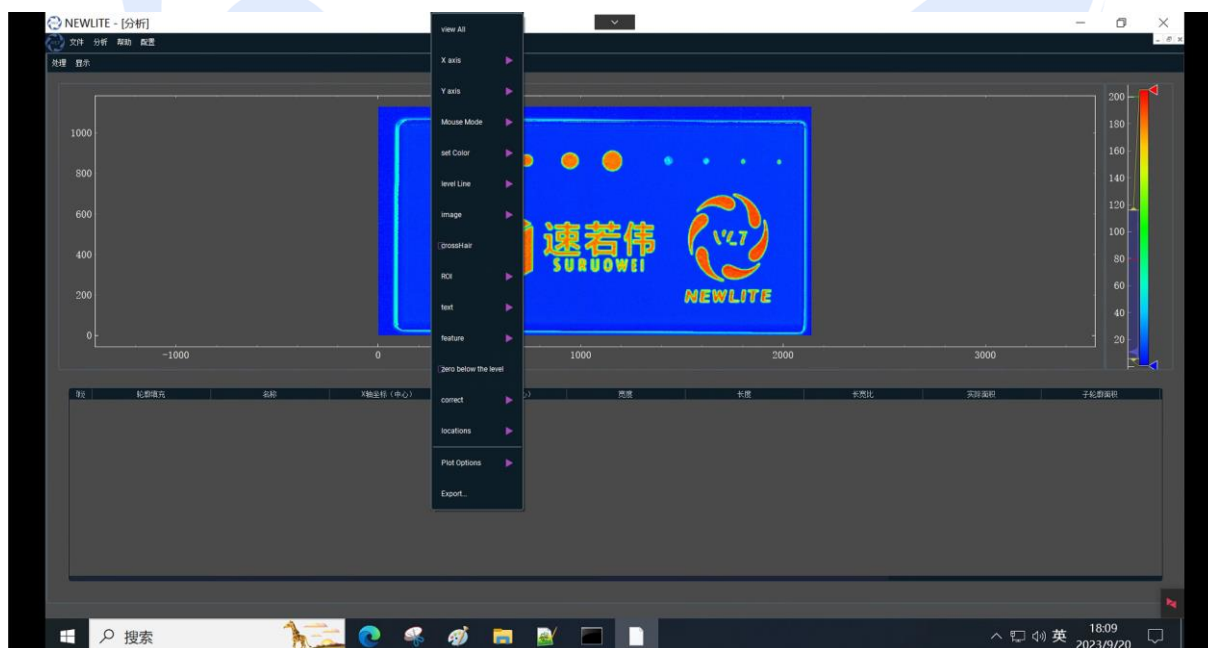 NEWLITE - [分析]
文件 分析 帮助 配置
处理 显示
view All
X axis
Y axis
Mouse Mode
set Color
level Line
image
crossHair
ROI
text
feature
zero below the level
correct
locations
Plot Options
Export...
1000
800
600
400
200
0
-1000
0
1000
2000
3000
速若伟
SURUOWEI
NEWLITE
200
180
160
140
120
100
80
60
40
20
轮廓填充 名称 X轴坐标(中心) 宽度 长度 长宽比 实际面积 子轮廓面积
搜索
英
18:09
2023/9/20